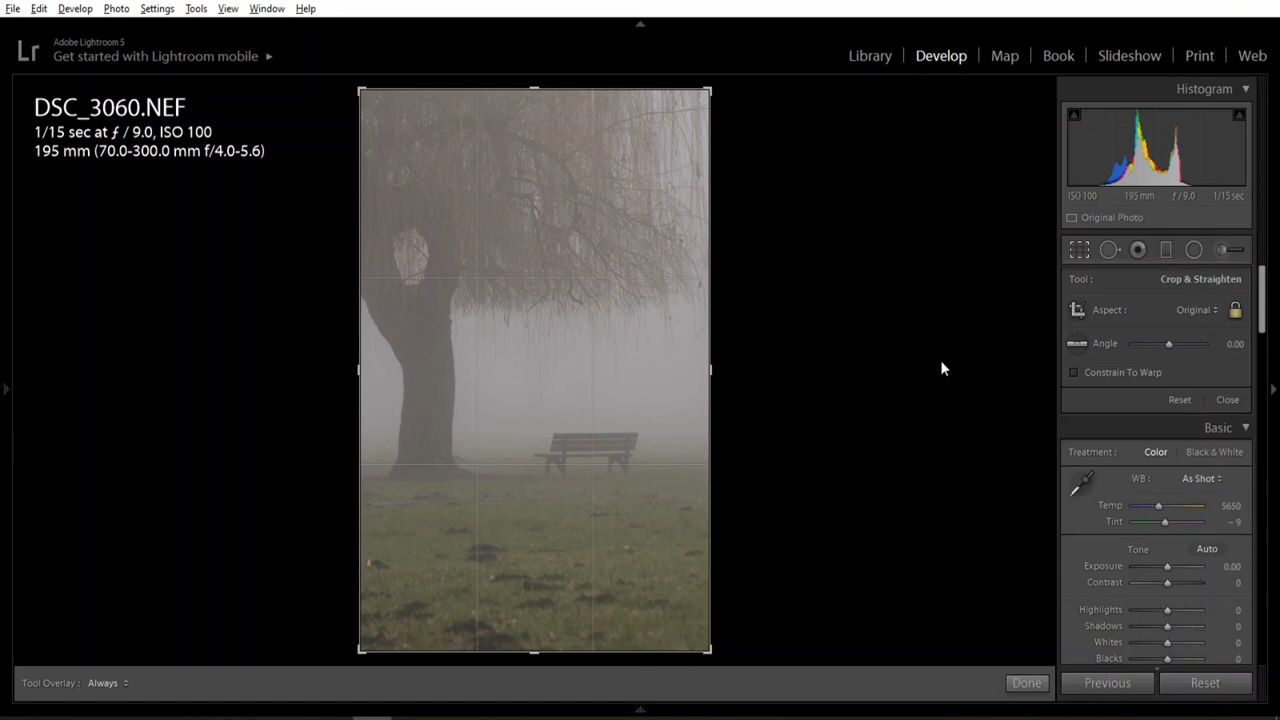 File Edit Develop Photo Settings Tools View Window Help
Lr
Adobe Lightroom 5
Get started with Lightroom mobile
Library Develop Map Book Slideshow Print Web
DSC_3060.NEF
1/15 sec at ƒ / 9.0, ISO 100
195 mm (70.0-300.0 mm f/4.0-5.6)
Histogram
ISO 100 195 mm ƒ / 9.0 1/15 sec
Original Photo
Tool : Crop & Straighten
Aspect : Original
Angle 0.00
Constrain To Warp
Reset Close
Basic
Treatment : Color Black & White
WB : As Shot
Temp 5650
Tint - 9
Tone Auto
Exposure 0.00
Contrast 0
Highlights 0
Shadows 0
Whites 0
Blacks 0
Tool Overlay : Always Done Previous Reset